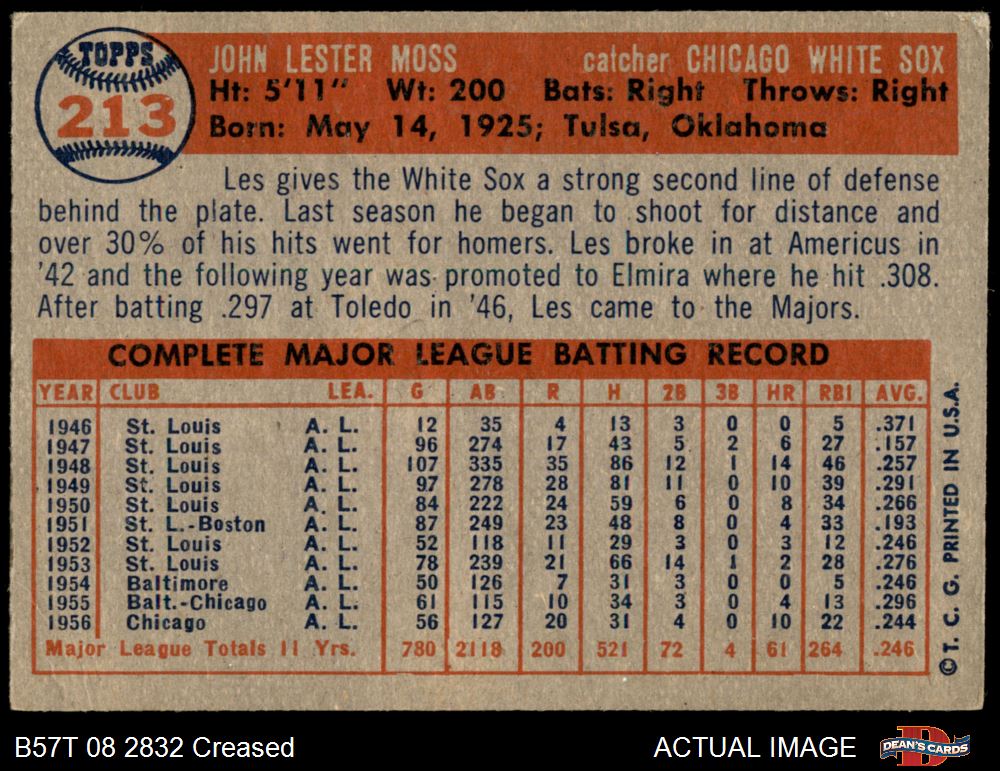 TOPPS
213
JOHN LESTER MOSS catcher CHICAGO WHITE SOX
Ht: 5'11" Wt: 200 Bats: Right Throws: Right
Born: May 14, 1925; Tulsa, Oklahoma
Les gives the White Sox a strong second line of defense
behind the plate. Last season he began to shoot for distance and
over 30% of his hits went for homers. Les broke in at Americus in
'42 and the following year was promoted to Elmira where he hit .308.
After batting .297 at Toledo in '46, Les came to the Majors.
COMPLETE MAJOR LEAGUE BATTING RECORD
YEAR CLUB LEA. G AB R H 2B 3B HR RBI AVG.
1946 St. Louis A. L. 12 35 4 13 3 0 0 5 .371
1947 St. Louis A. L. 96 274 17 43 5 2 6 27 .157
1948 St. Louis A. L. 107 335 35 86 12 1 14 46 .257
1949 St. Louis A. L. 97 278 28 81 11 0 10 39 .291
1950 St. Louis A. L. 84 222 24 59 6 0 8 34 .266
1951 St. L.-Boston A. L. 87 249 23 48 8 0 4 33 .193
1952 St. Louis A. L. 52 118 11 29 3 0 3 12 .246
1953 St. Louis A. L. 78 239 21 66 14 1 2 28 .276
1954 Baltimore A. L. 50 126 7 31 3 0 0 5 .246
1955 Balt.-Chicago A. L. 61 115 10 34 3 0 4 13 .296
1956 Chicago A. L. 56 127 20 31 4 0 10 22 .244
Major League Totals 11 Yrs. 780 2118 200 521 72 4 61 264 .246
© T. C. G. PRINTED IN U.S.A.
B57T 08 2832 Creased ACTUAL IMAGE
DEAN'S CARDS